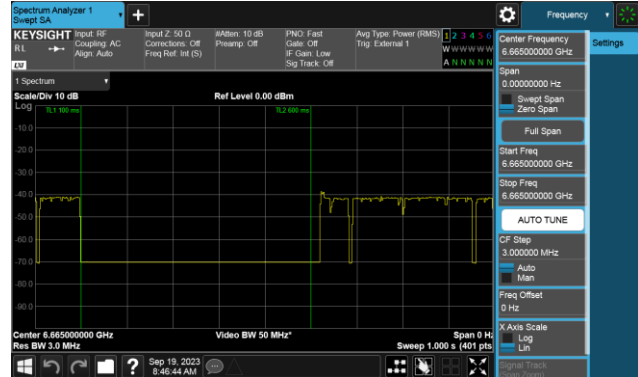 Spectrum Analyzer 1
Swept SA
+
Frequency
KEYSIGHT
Input: RF
RL
Coupling: AC
Align: Auto
LXI
Input Z: 50 Ω
Corrections: Off
Freq Ref: Int (S)
#Atten: 10 dB
Preamp: Off
PNO: Fast
Gate: Off
IF Gain: Low
Sig Track: Off
Avg Type: Power (RMS)
Trig: External 1
1 2 3 4 5 6
W W W W W W
A N N N N N
1 Spectrum
Scale/Div 10 dB
Ref Level 0.00 dBm
Log
TL1 100 ms
TL2 600 ms
-10.0
-20.0
-30.0
-40.0
-50.0
-60.0
-70.0
-80.0
-90.0
Center 6.665000000 GHz
Res BW 3.0 MHz
Video BW 50 MHz*
Span 0 Hz
Sweep 1.000 s (401 pts)
Center Frequency
6.665000000 GHz
Settings
Span
0.00000000 Hz
Swept Span
Zero Span
Full Span
Start Freq
6.665000000 GHz
Stop Freq
6.665000000 GHz
AUTO TUNE
CF Step
3.000000 MHz
Auto
Man
Freq Offset
0 Hz
X Axis Scale
Log
Lin
Signal Track
(Span Zoom)
?
Sep 19, 2023
8:46:44 AM